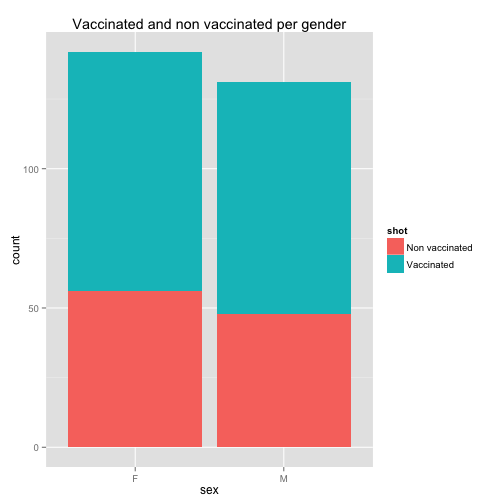 Vaccinated and non vaccinated per gender
100
50
0
count
F
M
sex
shot
Non vaccinated
Vaccinated